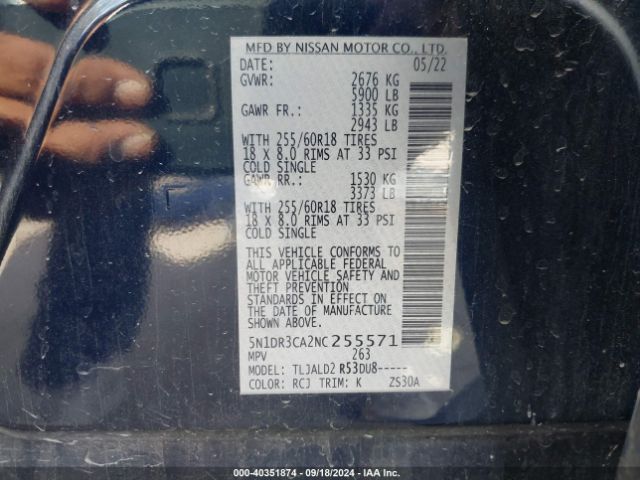 MFD BY NISSAN MOTOR CO., LTD.
DATE: 05/22
GVWR: 2676 KG
5900 LB
GAWR FR.: 1335 KG
2943 LB
WITH 255/60R18 TIRES
18 X 8.0 RIMS AT 33 PSI
COLD SINGLE
GAWR RR.: 1530 KG
3373 LB
WITH 255/60R18 TIRES
18 X 8.0 RIMS AT 33 PSI
COLD SINGLE
THIS VEHICLE CONFORMS TO
ALL APPLICABLE FEDERAL
MOTOR VEHICLE SAFETY AND
THEFT PREVENTION
STANDARDS IN EFFECT ON
THE DATE OF MANUFACTURE
SHOWN ABOVE.
5N1DR3CA2NC255571
MPV 263
MODEL: TLJALD2 R53DU8-----
COLOR: RCJ TRIM: K ZS30A
000-40351874 / 09/18/2024 / IAA Inc.